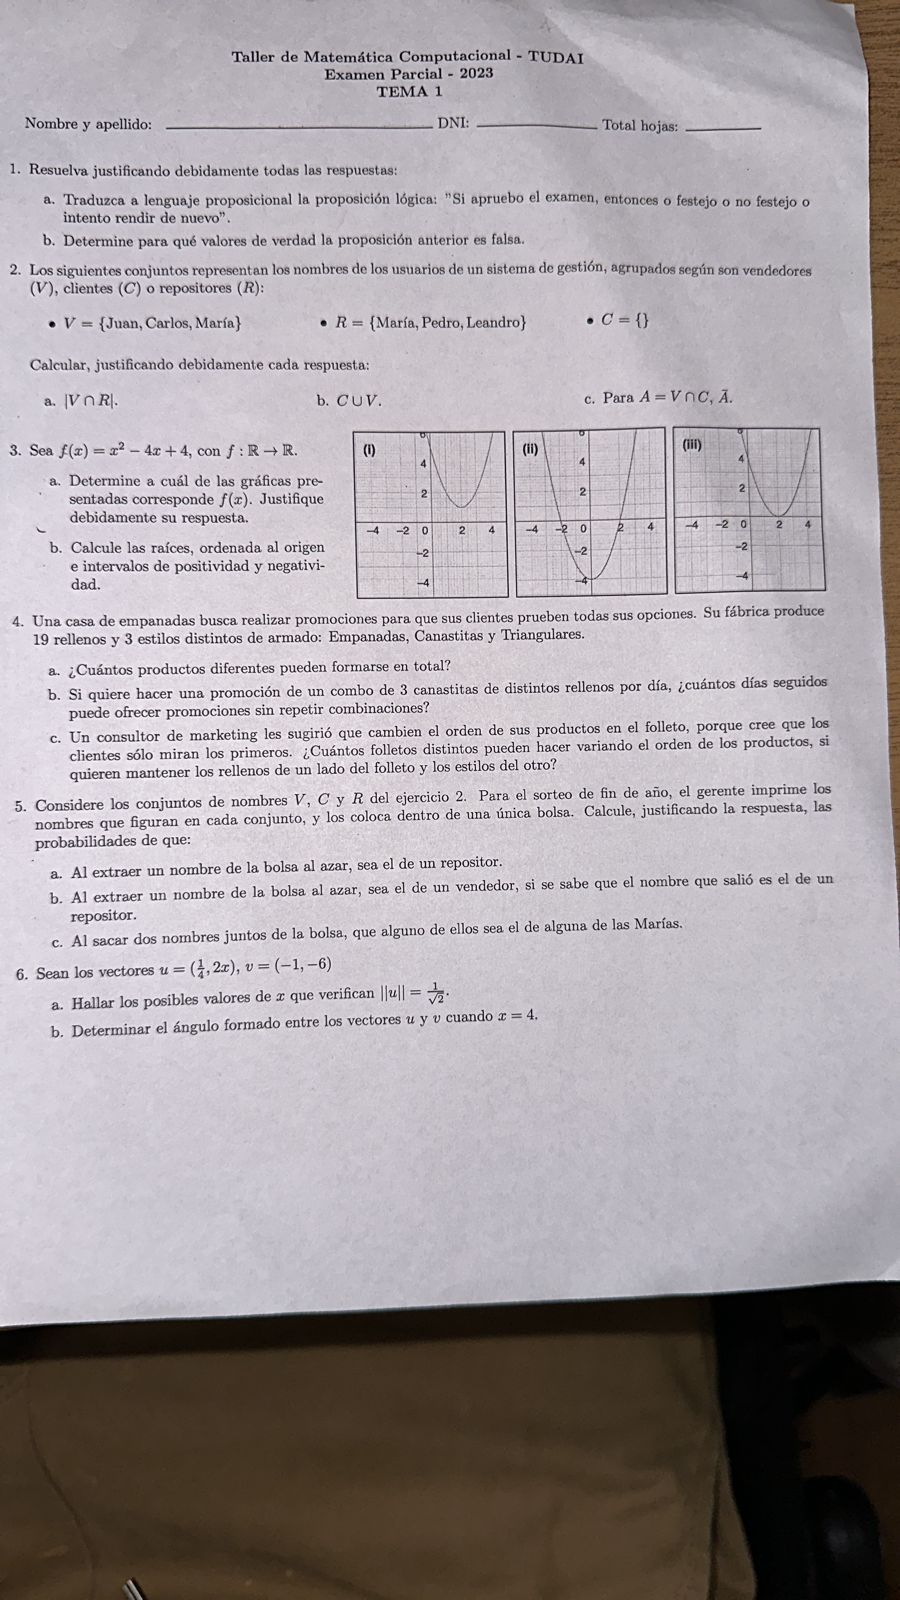 Taller de Matemática Computacional - TUDAI
Examen Parcial - 2023
TEMA 1
Nombre y apellido: ____________ DNI: ____________ Total hojas: ____________
1. Resuelva justificando debidamente todas las respuestas:
a. Traduzca a lenguaje proposicional la proposición lógica: "Si apruebo el examen, entonces o festejo o no festejo o
intento rendir de nuevo".
b. Determine para qué valores de verdad la proposición anterior es falsa.
2. Los siguientes conjuntos representan los nombres de los usuarios de un sistema de gestión, agrupados según son vendedores
(V), clientes (C) o repositores (R):
• V = {Juan, Carlos, María} • R = {María, Pedro, Leandro} • C = {}
Calcular, justificando debidamente cada respuesta:
a. |V ∩ R|. b. C ∪ V. c. Para A = V ∩ C, Ā.
3. Sea f(x) = x² − 4x + 4, con f : ℝ → ℝ.
a. Determine a cuál de las gráficas pre-
sentadas corresponde f(x). Justifique
debidamente su respuesta.
b. Calcule las raíces, ordenada al origen
e intervalos de positividad y negativi-
dad.
(i)
4
2
−4 −2 0 2 4
−2
−4
(ii)
4
2
−4 −2 0 2 4
−2
−4
(iii)
4
2
−4 −2 0 2 4
−2
−4
4. Una casa de empanadas busca realizar promociones para que sus clientes prueben todas sus opciones. Su fábrica produce
19 rellenos y 3 estilos distintos de armado: Empanadas, Canastitas y Triangulares.
a. ¿Cuántos productos diferentes pueden formarse en total?
b. Si quiere hacer una promoción de un combo de 3 canastitas de distintos rellenos por día, ¿cuántos días seguidos
puede ofrecer promociones sin repetir combinaciones?
c. Un consultor de marketing les sugirió que cambien el orden de sus productos en el folleto, porque cree que los
clientes sólo miran los primeros. ¿Cuántos folletos distintos pueden hacer variando el orden de los productos, si
quieren mantener los rellenos de un lado del folleto y los estilos del otro?
5. Considere los conjuntos de nombres V, C y R del ejercicio 2. Para el sorteo de fin de año, el gerente imprime los
nombres que figuran en cada conjunto, y los coloca dentro de una única bolsa. Calcule, justificando la respuesta, las
probabilidades de que:
a. Al extraer un nombre de la bolsa al azar, sea el de un repositor.
b. Al extraer un nombre de la bolsa al azar, sea el de un vendedor, si se sabe que el nombre que salió es el de un
repositor.
c. Al sacar dos nombres juntos de la bolsa, que alguno de ellos sea el de alguna de las Marías.
6. Sean los vectores u = (1/4, 2x), v = (−1, −6)
a. Hallar los posibles valores de x que verifican ||u|| = 1/√2.
b. Determinar el ángulo formado entre los vectores u y v cuando x = 4.